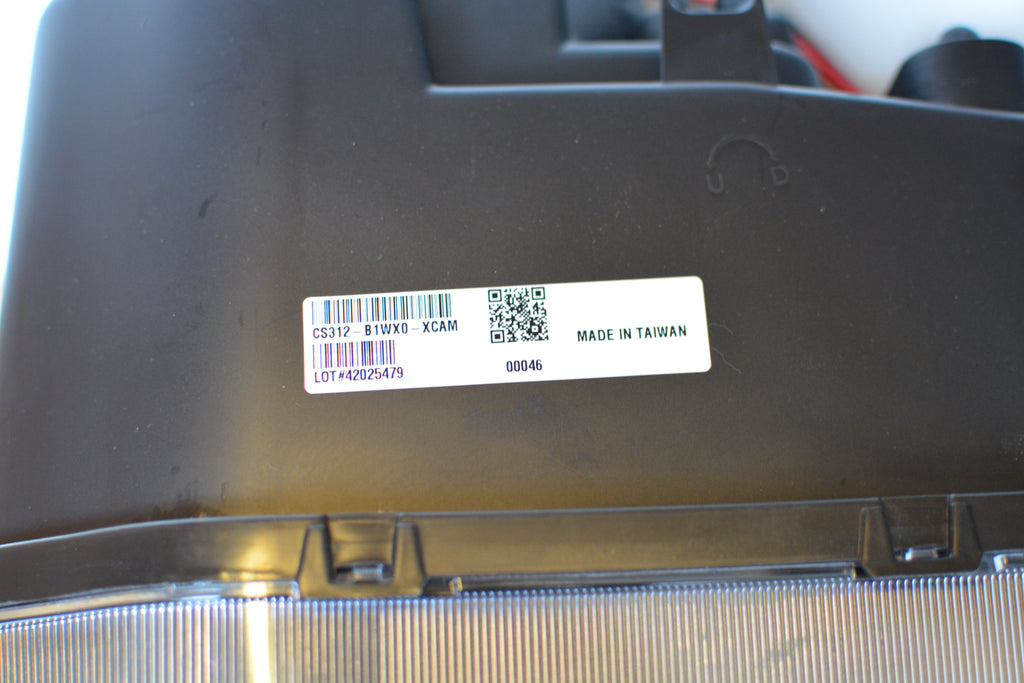 CS312-B1WX0-XCAM
LOT#42025479
00046
MADE IN TAIWAN